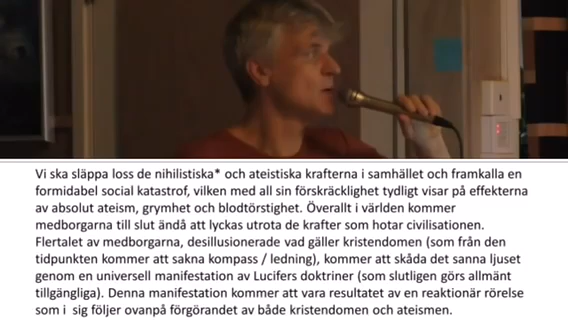 Vi ska släppa loss de nihilistiska* och ateistiska krafterna i samhället och framkalla en
formidabel social katastrof, vilken med all sin förskräcklighet tydligt visar på effekterna
av absolut ateism, grymhet och blodtörstighet. Överallt i världen kommer
medborgarna till slut ändå att lyckas utrota de krafter som hotar civilisationen.
Flertalet av medborgarna, desillusionerade vad gäller kristendomen (som från den
tidpunkten kommer att sakna kompass / ledning), kommer att skåda det sanna ljuset
genom en universell manifestation av Lucifers doktriner (som slutligen görs allmänt
tillgängliga). Denna manifestation kommer att vara resultatet av en reaktionär rörelse
som i sig följer ovanpå förgörandet av både kristendomen och ateismen.